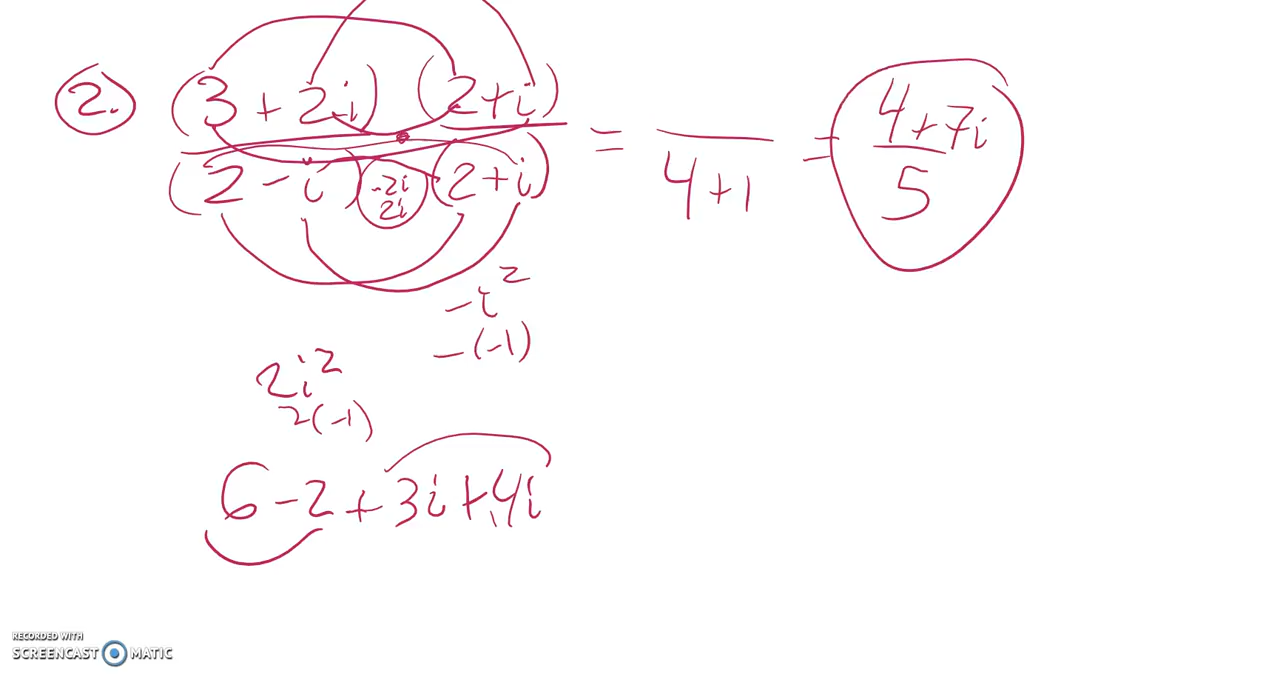 2. (3 + 2i) (2 + i)
(2 - i) (2 + i)
-2i
2i
= 4 + 1 = 4 + 7i
5
-i²
-(-1)
2i²
2(-1)
6 - 2 + 3i + 4i
RECORDED WITH
SCREENCAST MATIC